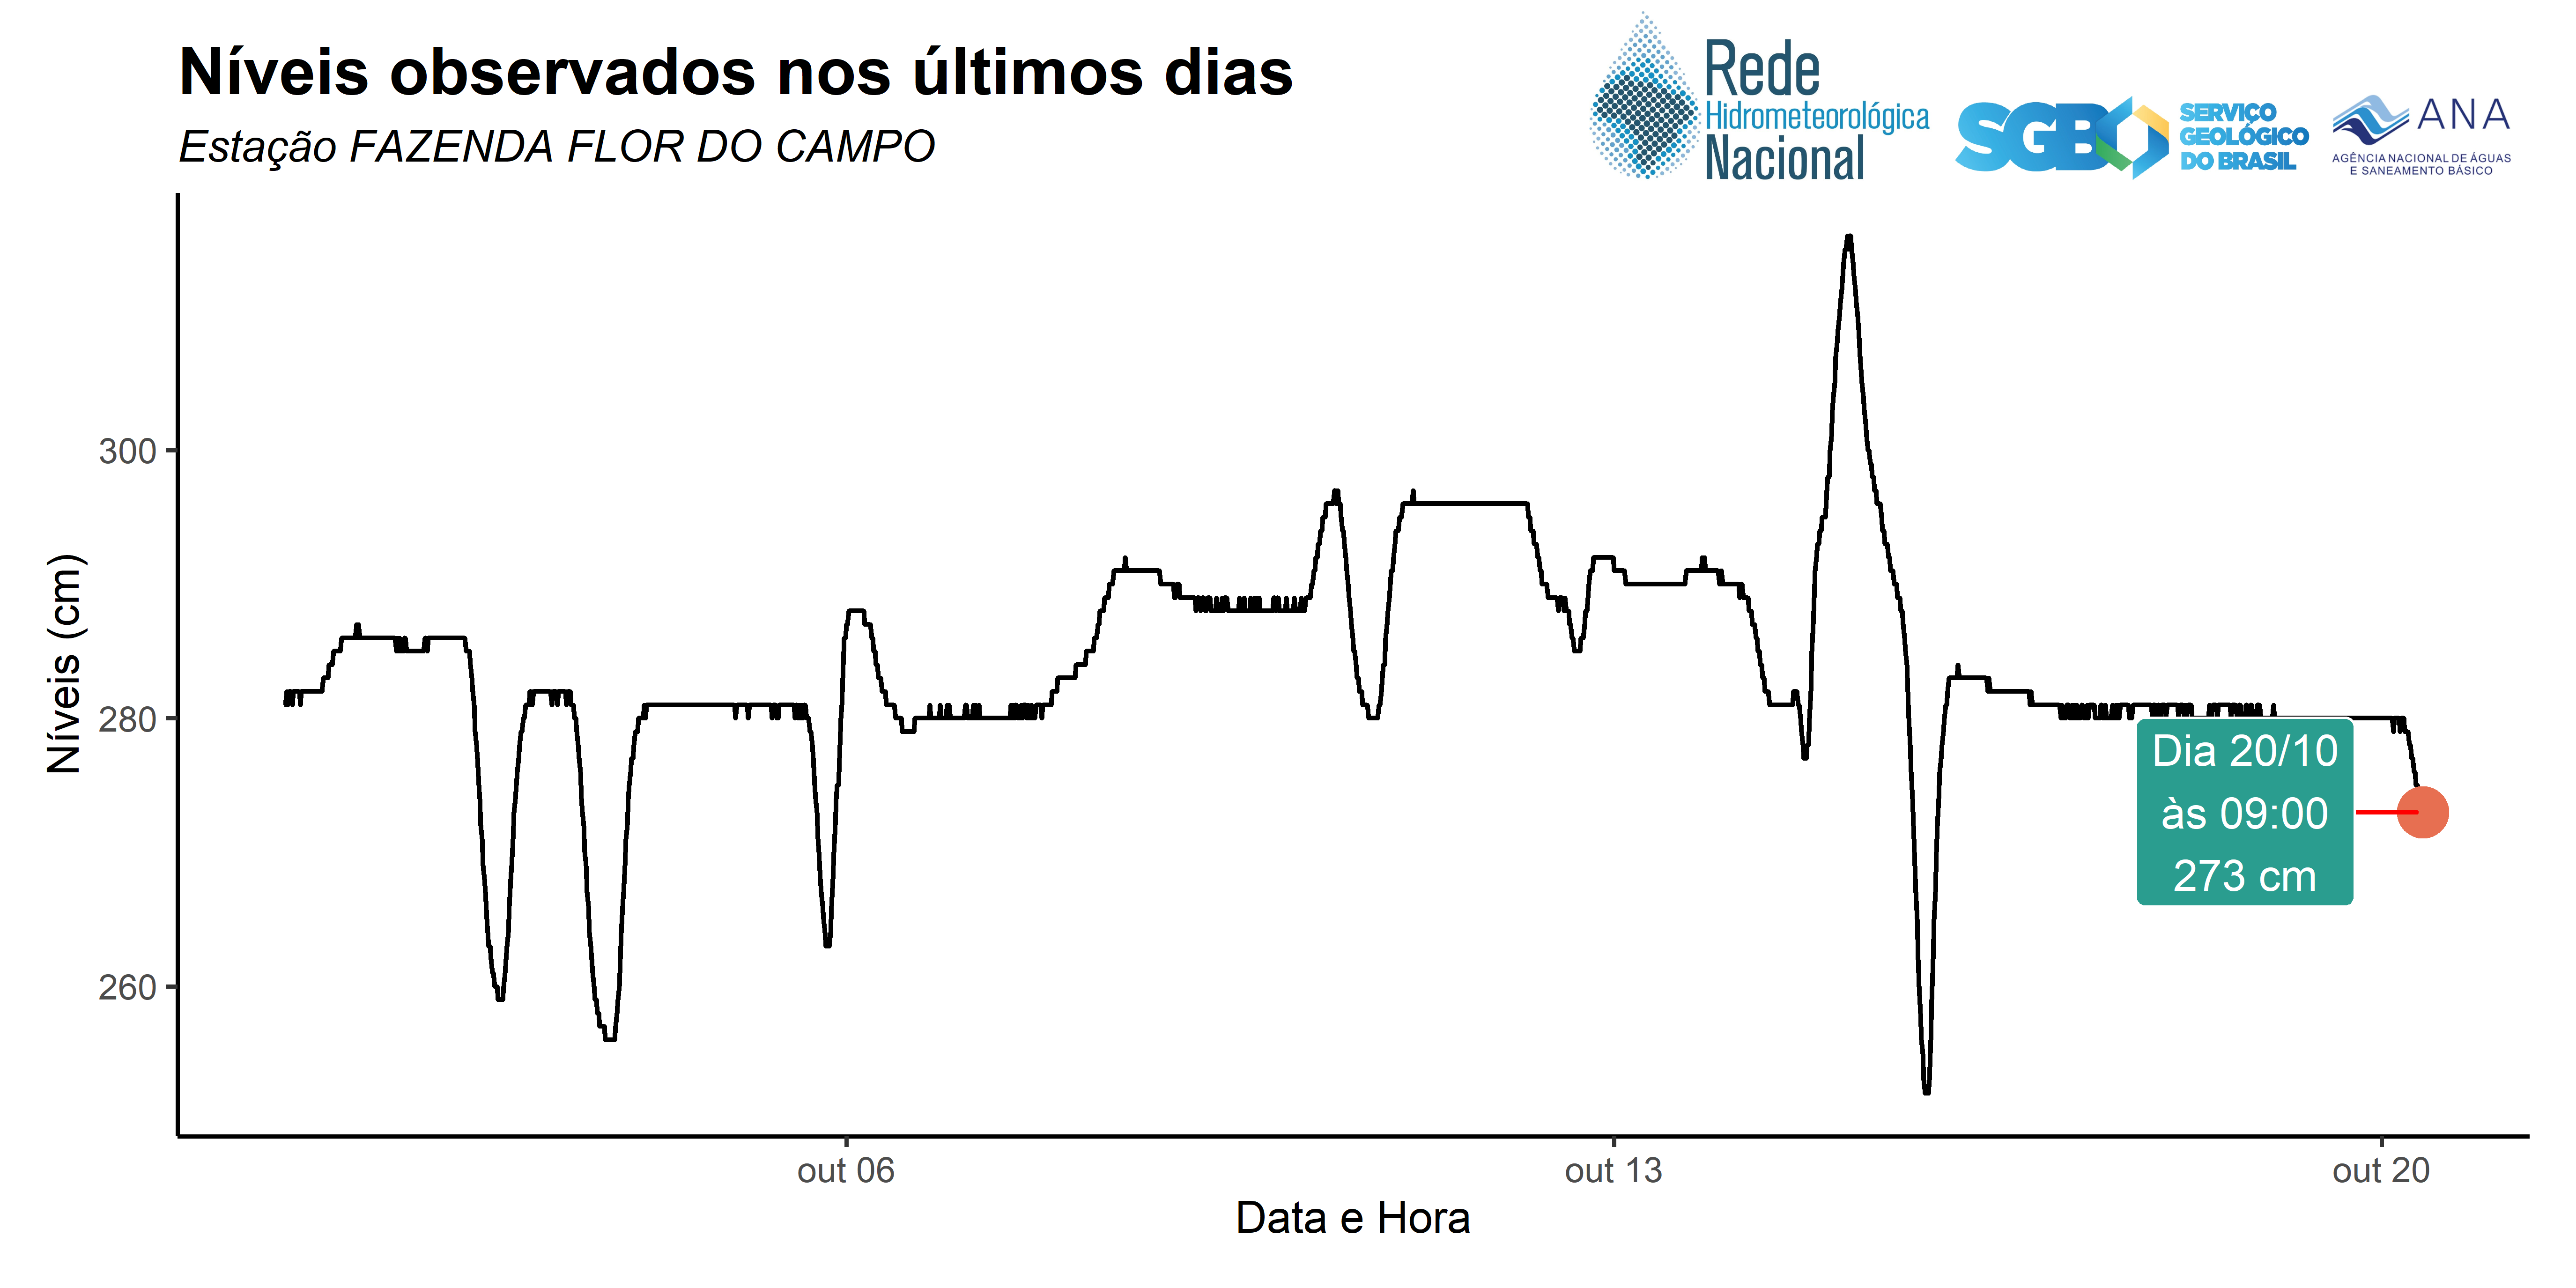 Níveis observados nos últimos dias
Estação FAZENDA FLOR DO CAMPO
Rede
Hidrometeorológica
Nacional
SGB
SERVIÇO
GEOLÓGICO
DO BRASIL
ANA
AGÊNCIA NACIONAL DE ÁGUAS
E SANEAMENTO BÁSICO
Níveis (cm)
300
280
260
Dia 20/10
às 09:00
273 cm
out 06
out 13
out 20
Data e Hora